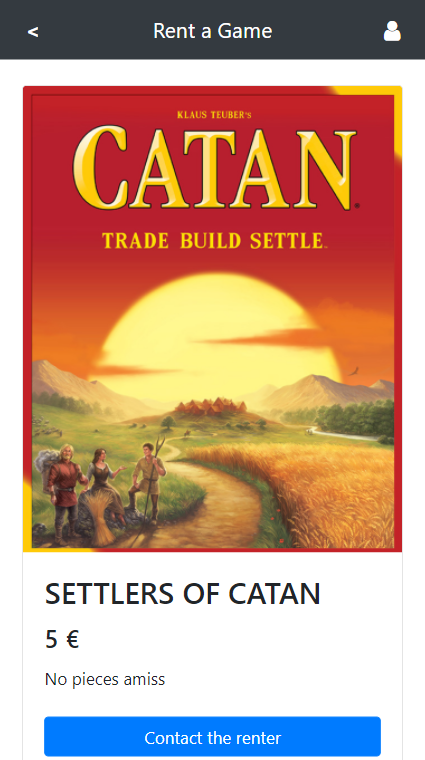 <
Rent a Game
KLAUS TEUBER'S
CATAN
TRADE BUILD SETTLE
SETTLERS OF CATAN
5 €
No pieces amiss
Contact the renter